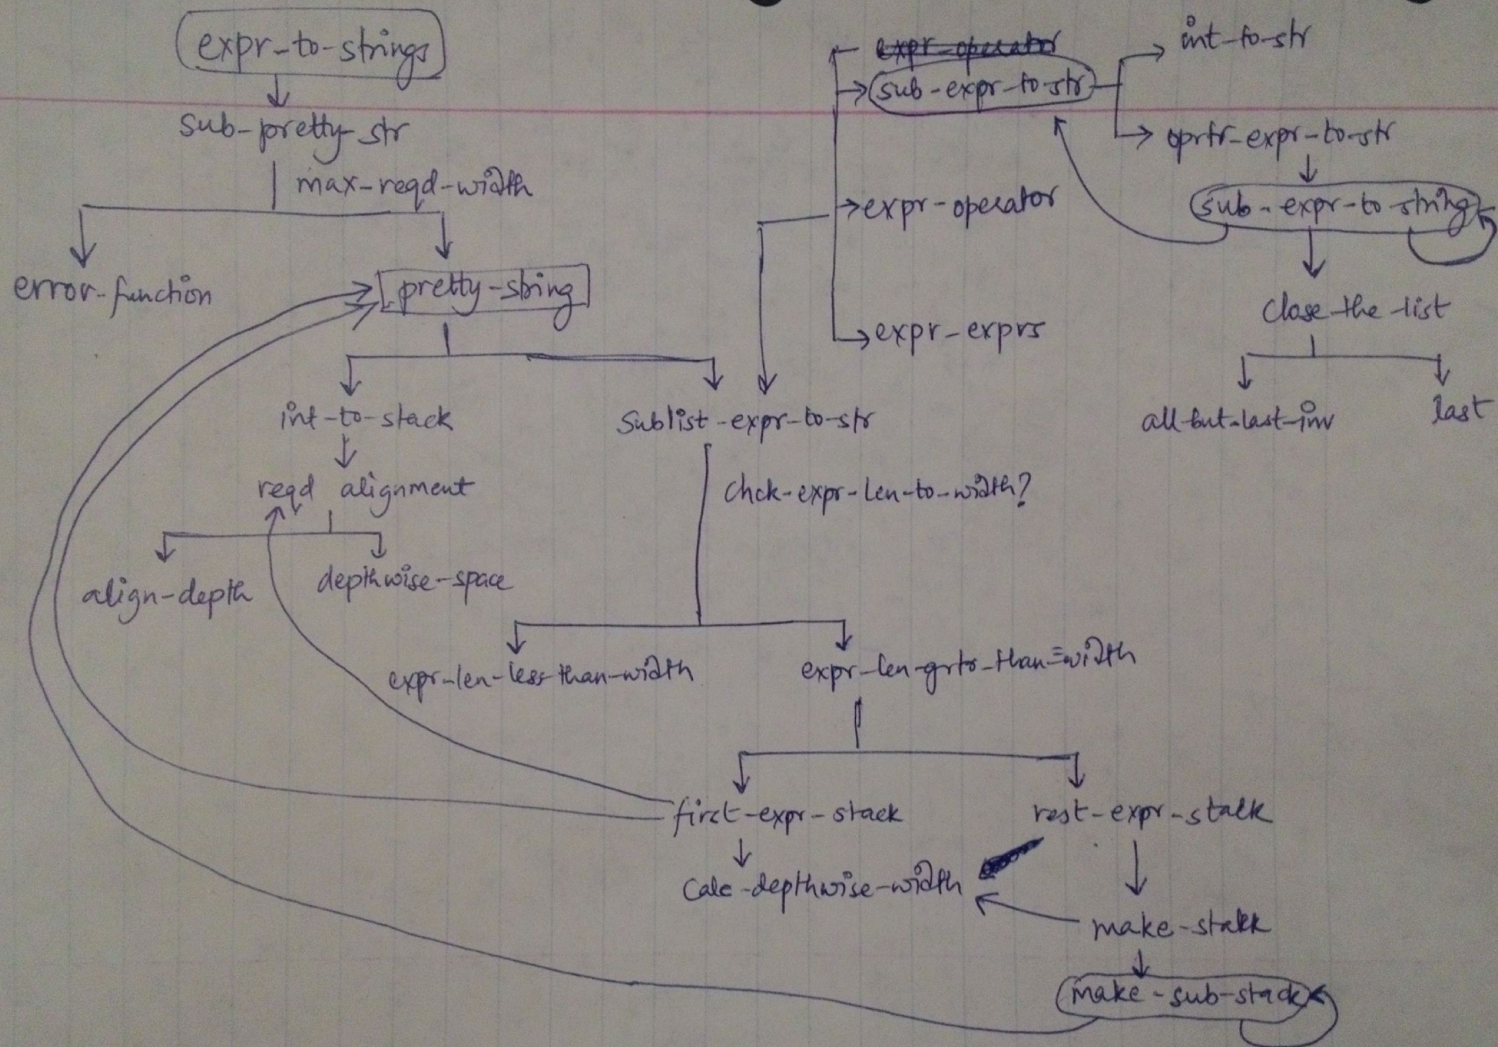 expr-to-strings
sub-pretty-str
max-reqd-width
error-function
pretty-string
int-to-stack
sublist-expr-to-str
reqd alignment
chck-expr-len-to-width?
align-depth
depthwise-space
expr-len-less-than-width
expr-len-grtr-than=width
first-expr-stack
rest-expr-stack
calc-depthwise-width
make-stack
make-sub-stack
expr-operator
sub-expr-to-str
expr-operator
expr-exprs
int-to-str
oprtr-expr-to-str
sub-expr-to-string
close-the-list
all-but-last-inv
last